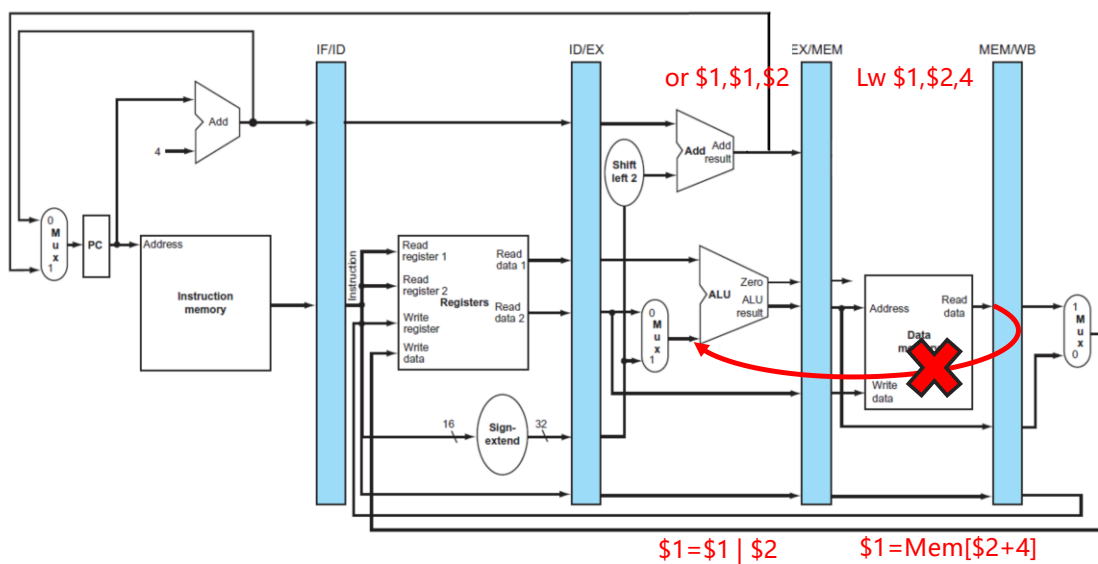 IF/ID
ID/EX
EX/MEM
MEM/WB
or $1,$1,$2
Lw $1,$2,4
Add
4
Add
Add
result
Shift
left 2
0
M
u
x
1
PC
Address
Instruction
memory
Instruction
Read
register 1
Read
data 1
Read
register 2
Registers
Read
data 2
Write
register
Write
data
0
M
u
x
1
ALU
Zero
ALU
result
Address
Read
data
Data
Write
data
1
M
u
x
0
1
16
Sign-
extend
32
$1=$1 | $2
$1=Mem[$2+4]